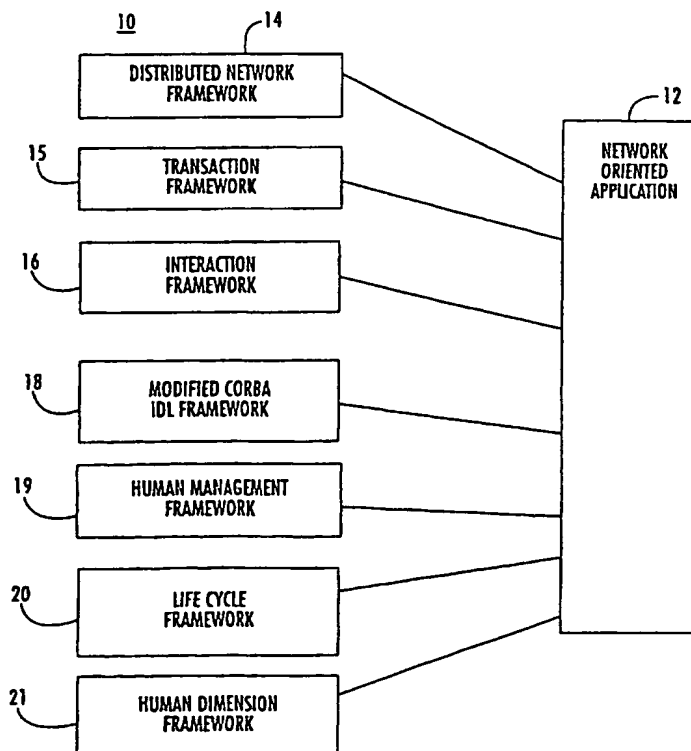 10
14
DISTRIBUTED NETWORK
FRAMEWORK
12
NETWORK
ORIENTED
APPLICATION
15
TRANSACTION
FRAMEWORK
16
INTERACTION
FRAMEWORK
18
MODIFIED CORBA
IDL FRAMEWORK
19
HUMAN MANAGEMENT
FRAMEWORK
20
LIFE CYCLE
FRAMEWORK
21
HUMAN DIMENSION
FRAMEWORK